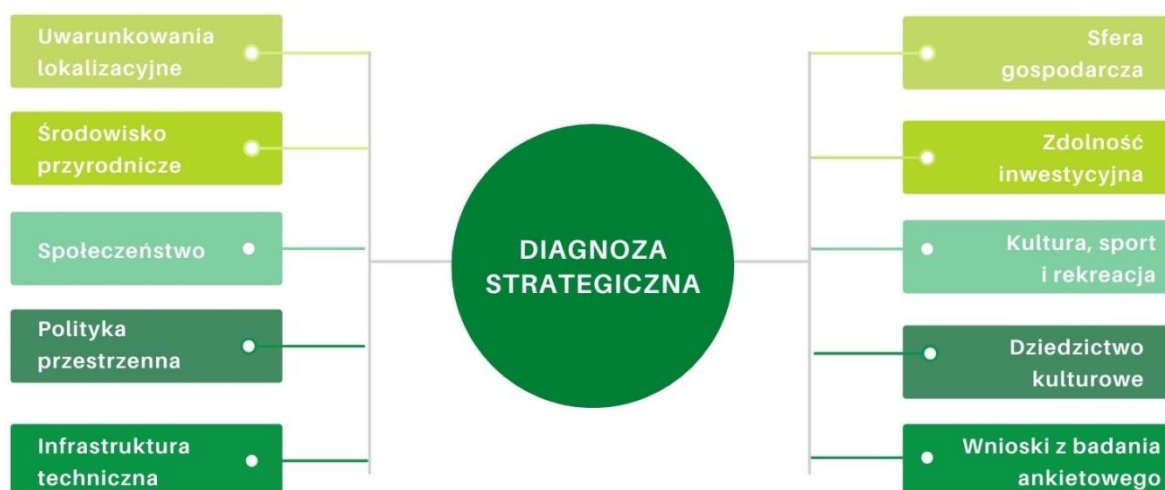 Uwarunkowania
lokalizacyjne
Środowisko
przyrodnicze
Społeczeństwo
Polityka
przestrzenna
Infrastruktura
techniczna
DIAGNOZA
STRATEGICZNA
Sfera
gospodarcza
Zdolność
inwestycyjna
Kultura, sport
i rekreacja
Dziedzictwo
kulturowe
Wnioski z badania
ankietowego